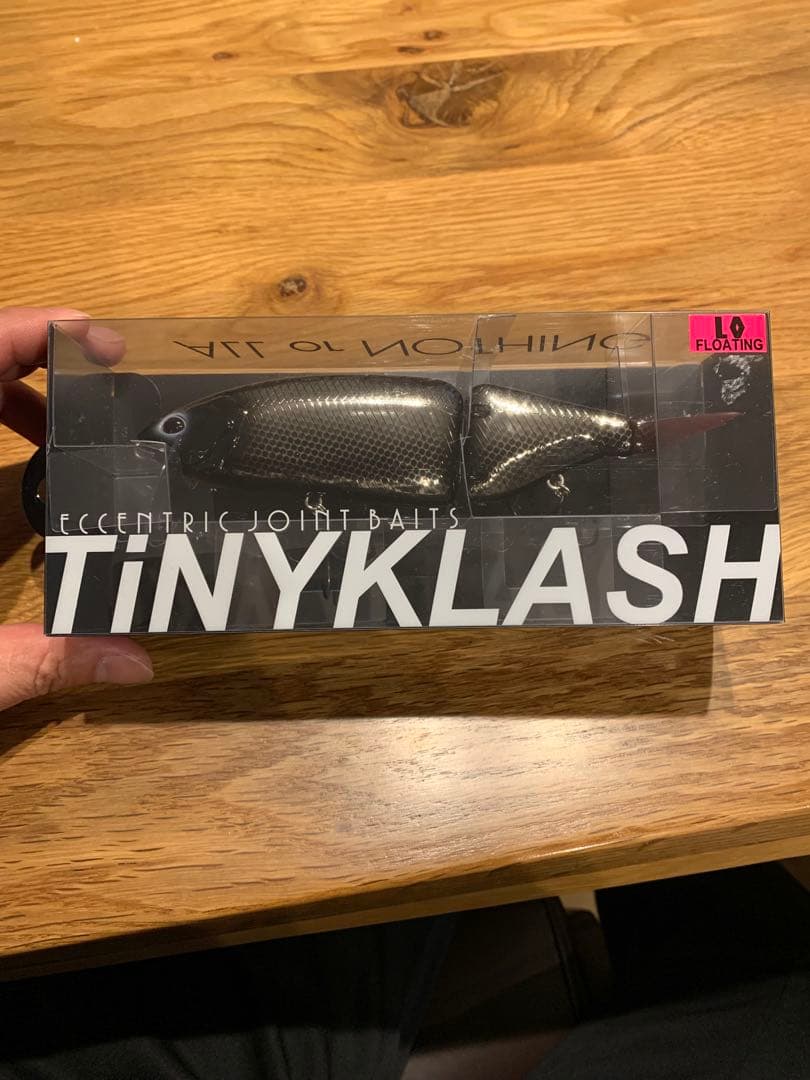 ALL or NOTHING
LO
FLOATING
ECCENTRIC JOINT BAITS
TiNYKLASH